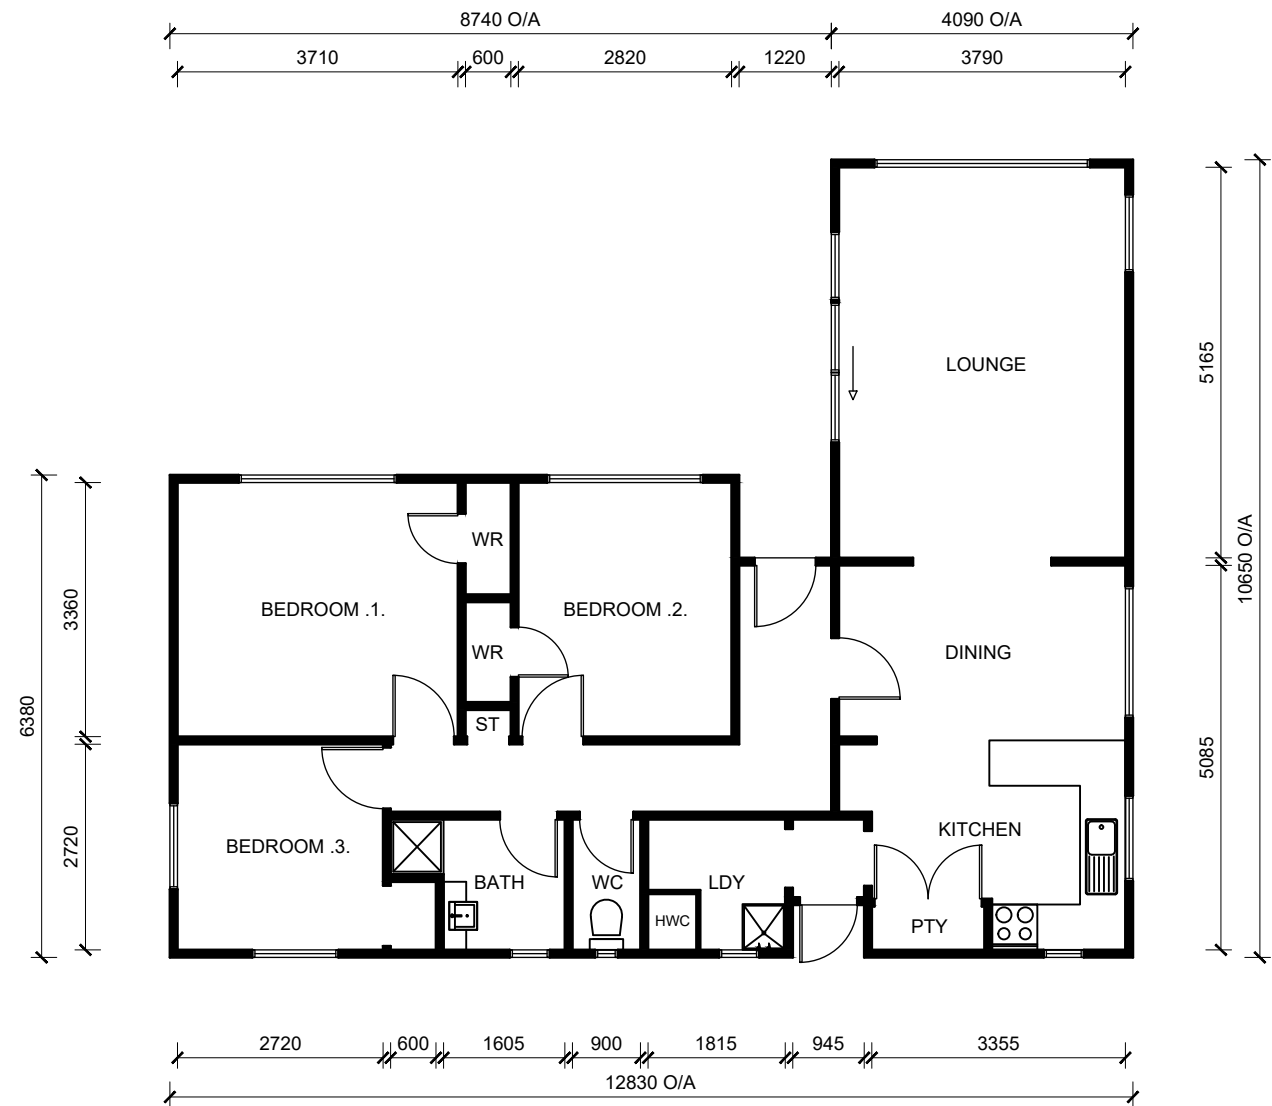 8740 O/A
4090 O/A
3710
600
2820
1220
3790
LOUNGE
5165
10650 O/A
WR
BEDROOM .1.
BEDROOM .2.
3360
WR
DINING
6380
ST
5085
2720
BEDROOM .3.
KITCHEN
BATH
WC
LDY
HWC
PTY
2720
600
1605
900
1815
945
3355
12830 O/A